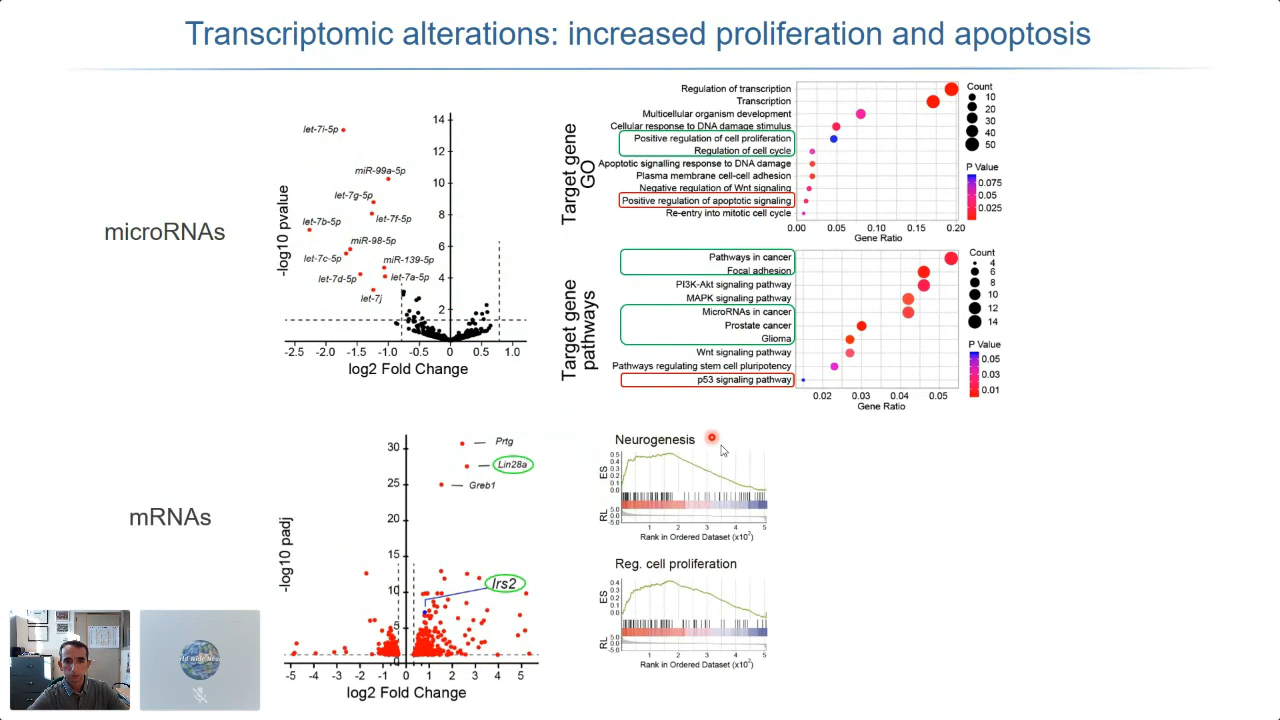 Transcriptomic alterations: increased proliferation and apoptosis
microRNAs
-log10 pvalue
14
12
10
8
6
4
2
let-7i-5p
miR-99a-5p
let-7g-5p
let-7f-5p
let-7b-5p
miR-98-5p
let-7c-5p
miR-139-5p
let-7d-5p
let-7a-5p
let-7j
-2.5 -2.0 -1.5 -1.0 -0.5 0 0.5 1.0
log2 Fold Change
Target gene
GO
Regulation of transcription
Transcription
Multicellular organism development
Cellular response to DNA damage stimulus
Positive regulation of cell proliferation
Regulation of cell cycle
Apoptotic signalling response to DNA damage
Plasma membrane cell-cell adhesion
Negative regulation of Wnt signaling
Positive regulation of apoptotic signaling
Re-entry into mitotic cell cycle
0.00 0.05 0.10 0.15 0.20
Gene Ratio
Count
10
20
30
40
50
P Value
0.075
0.050
0.025
Target gene
pathways
Pathways in cancer
Focal adhesion
PI3K-Akt signaling pathway
MAPK signaling pathway
MicroRNAs in cancer
Prostate cancer
Glioma
Wnt signaling pathway
Pathways regulating stem cell pluripotency
p53 signaling pathway
0.02 0.03 0.04 0.05
Gene Ratio
Count
4
6
8
10
12
14
P Value
0.05
0.03
0.01
mRNAs
-log10 padj
30
25
20
15
10
5
0
Prtg
Lin28a
Greb1
Irs2
-5 -4 -3 -2 -1 0 1 2 3 4 5
log2 Fold Change
Neurogenesis
ES
0.5
0.4
0.3
0.2
0.1
0.0
RL
5.0
0.0
-5.0
1 2 3 4 5
Rank in Ordered Dataset (x10²)
Reg. cell proliferation
ES
0.4
0.2
0.0
RL
5.0
0.0
-5.0
1 2 3 4 5
Rank in Ordered Dataset (x10²)